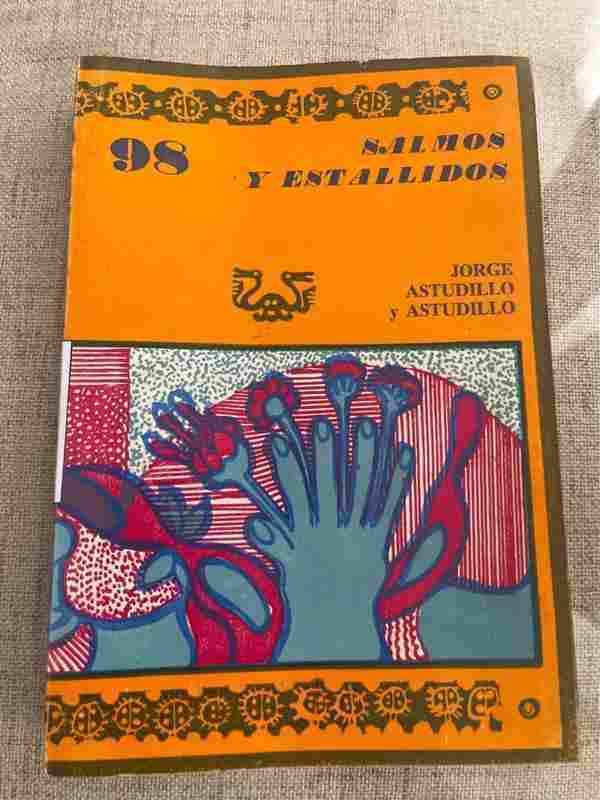 98
SALMOS
Y ESTALLIDOS
JORGE
ASTUDILLO
y ASTUDILLO